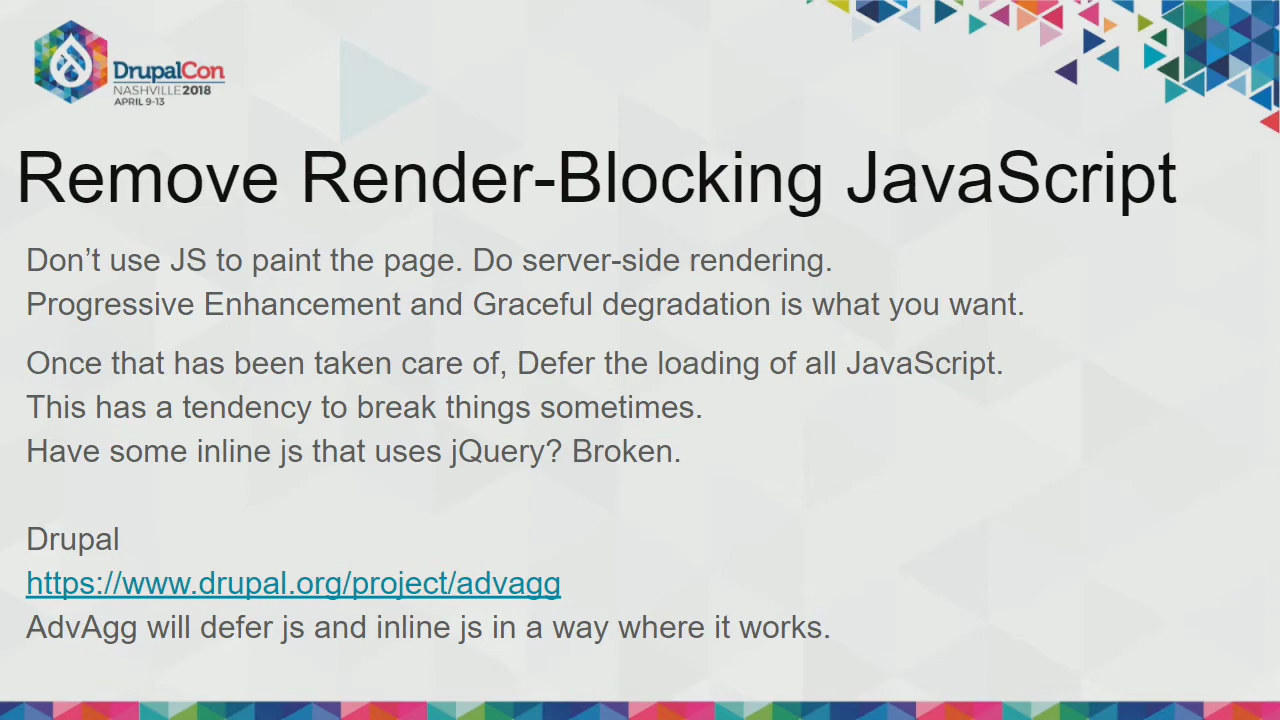 DrupalCon
NASHVILLE 2018
APRIL 9-13
Remove Render-Blocking JavaScript
Don’t use JS to paint the page. Do server-side rendering.
Progressive Enhancement and Graceful degradation is what you want.
Once that has been taken care of, Defer the loading of all JavaScript.
This has a tendency to break things sometimes.
Have some inline js that uses jQuery? Broken.
Drupal
https://www.drupal.org/project/advagg
AdvAgg will defer js and inline js in a way where it works.